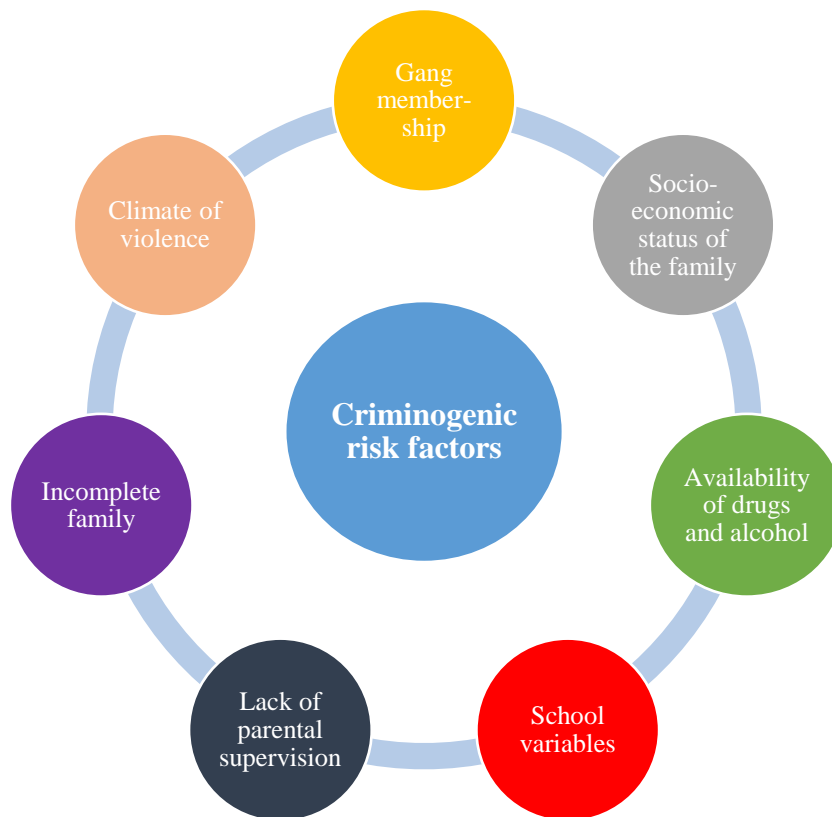 Gang
member-
ship
Socio-
economic
status of
the family
Availability
of drugs
and alcohol
School
variables
Lack of
parental
supervision
Incomplete
family
Climate of
violence
Criminogenic
risk factors